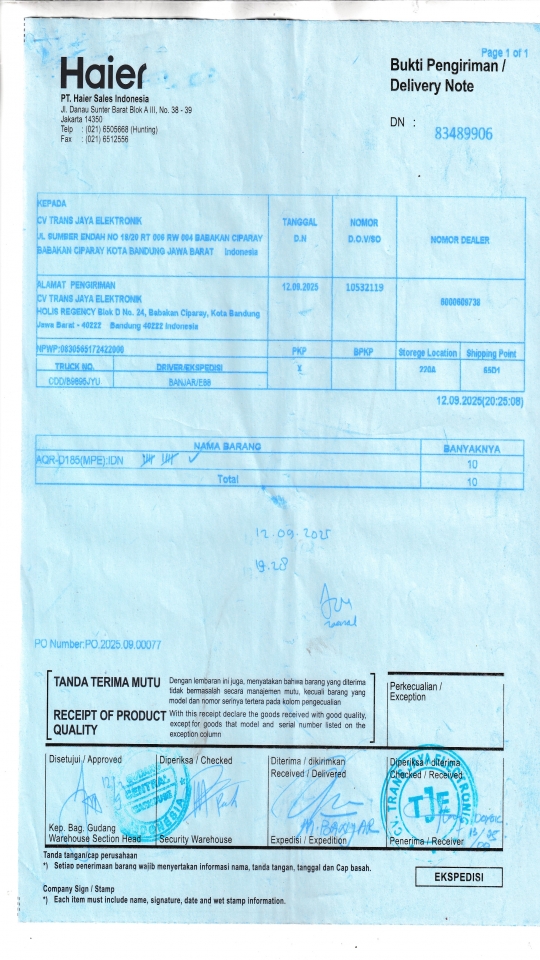 Page 1 of 1
Haier
Bukti Pengiriman /
Delivery Note
PT. Haier Sales Indonesia
Jl. Danau Sunter Barat Blok A III, No. 38 - 39
Jakarta 14350
Telp : (021) 6505668 (Hunting)
Fax : (021) 6512556
DN : 83489906
KEPADA
CV TRANS JAYA ELEKTRONIK
JL SUMBER ENDAH NO 18/20 RT 006 RW 004 BABAKAN CIPARAY
BABAKAN CIPARAY KOTA BANDUNG JAWA BARAT Indonesia
TANGGAL
D.N
NOMOR
D.O.V/SO
NOMOR DEALER
ALAMAT PENGIRIMAN
CV TRANS JAYA ELEKTRONIK
HOLIS REGENCY Blok D No. 24, Babakan Ciparay, Kota Bandung
Jawa Barat - 40222 Bandung 40222 Indonesia
12.09.2025
10532119
NPWP:
PKP BPKP Storege Location Shipping Point
TRUCK NO. DRIVER/EKSPEDISI X 220A 65D1
BANJAR/E68
12.09.2025(20:25:08)
NAMA BARANG BANYAKNYA
AQR-D185(MPE):IDN 10
Total 10
12.09.2025
19.28
PO Number:PO.2025.09.00077
TANDA TERIMA MUTU
Dengan lembaran ini juga, menyatakan bahwa barang yang diterima
tidak bermasalah secara manajemen mutu, kecuali barang yang
model dan nomor serinya tertera pada kolom pengecualian
RECEIPT OF PRODUCT
QUALITY
With this receipt declare the goods received with good quality,
except for goods that model and serial number listed on the
exception column
Perkecualian /
Exception
Disetujui / Approved
Diperiksa / Checked
Diterima / dikirimkan
Received / Delivered
Diperiksa / diterima
Checked / Received
CV. TRANS JAYA ELECTRONIC
TJE
M. BANJAR
Kep. Bag. Gudang
Warehouse Section Head
Security Warehouse
Expedisi / Expedition
Penerima / Receiver
Tanda tangan/cap perusahaan
*) Setiao penerimaan barang wajib menyertakan informasi nama, tanda tangan, tanggal dan Cap basah.
Company Sign / Stamp
*) Each item must include name, signature, date and wet stamp information.
EKSPEDISI